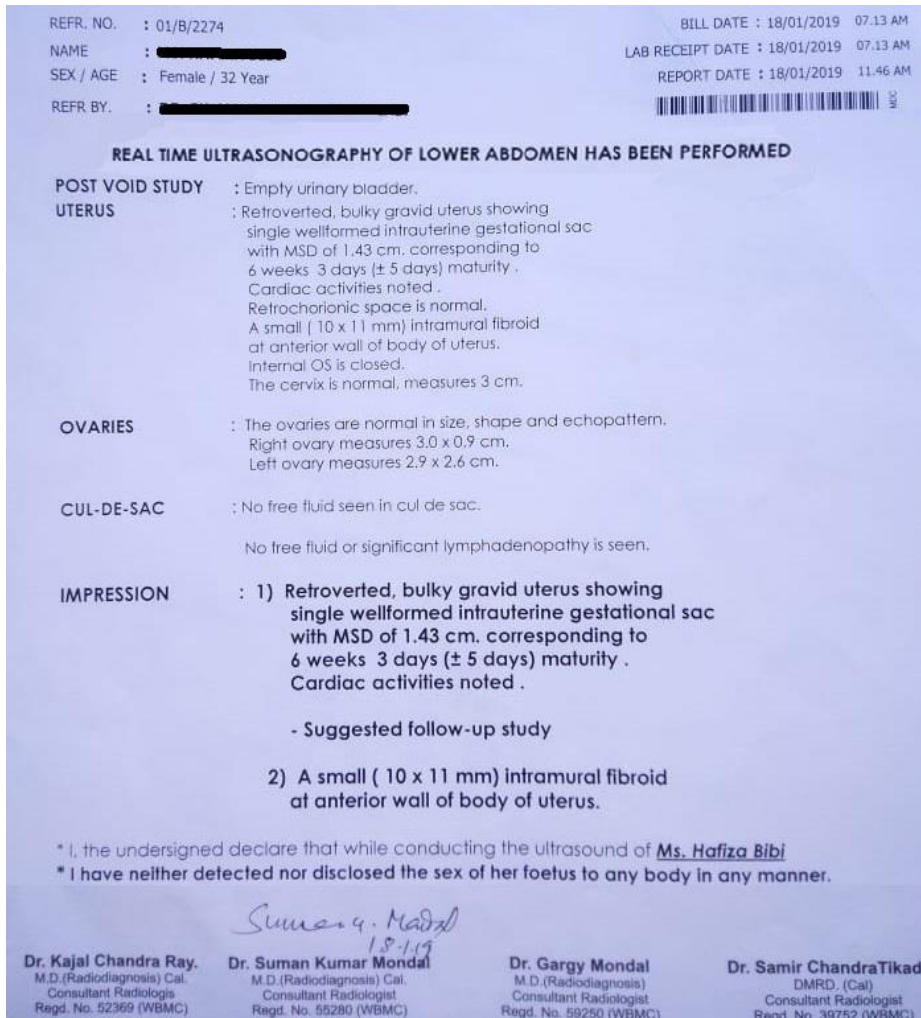 REFR. NO. : 01/B/2274 BILL DATE : 18/01/2019 07.13 AM
NAME : LAB RECEIPT DATE : 18/01/2019 07.13 AM
SEX / AGE : Female / 32 Year REPORT DATE : 18/01/2019 11.46 AM
REFR BY. : MDC
REAL TIME ULTRASONOGRAPHY OF LOWER ABDOMEN HAS BEEN PERFORMED
POST VOID STUDY : Empty urinary bladder.
UTERUS : Retroverted, bulky gravid uterus showing
single wellformed intrauterine gestational sac
with MSD of 1.43 cm. corresponding to
6 weeks 3 days (± 5 days) maturity .
Cardiac activities noted .
Retrochorionic space is normal.
A small ( 10 x 11 mm) intramural fibroid
at anterior wall of body of uterus.
Internal OS is closed.
The cervix is normal, measures 3 cm.
OVARIES : The ovaries are normal in size, shape and echopattern.
Right ovary measures 3.0 x 0.9 cm.
Left ovary measures 2.9 x 2.6 cm.
CUL-DE-SAC : No free fluid seen in cul de sac.
No free fluid or significant lymphadenopathy is seen.
IMPRESSION : 1) Retroverted, bulky gravid uterus showing
single wellformed intrauterine gestational sac
with MSD of 1.43 cm. corresponding to
6 weeks 3 days (± 5 days) maturity .
Cardiac activities noted .
- Suggested follow-up study
2) A small ( 10 x 11 mm) intramural fibroid
at anterior wall of body of uterus.
* I, the undersigned declare that while conducting the ultrasound of Ms. Hafiza Bibi
* I have neither detected nor disclosed the sex of her foetus to any body in any manner.
18.1.19
Dr. Kajal Chandra Ray. Dr. Suman Kumar Mondal Dr. Gargy Mondal Dr. Samir ChandraTikad
M.D.(Radiodiagnosis) Cal. M.D.(Radiodiagnosis) Cal. M.D.(Radiodiagnosis) DMRD. (Cal)
Consultant Radiologis Consultant Radiologist Consultant Radiologist Consultant Radiologist
Regd. No. 52369 (WBMC) Regd. No. 55280 (WBMC) Regd. No. 59250 (WBMC) Regd. No. 39752 (WBMC)